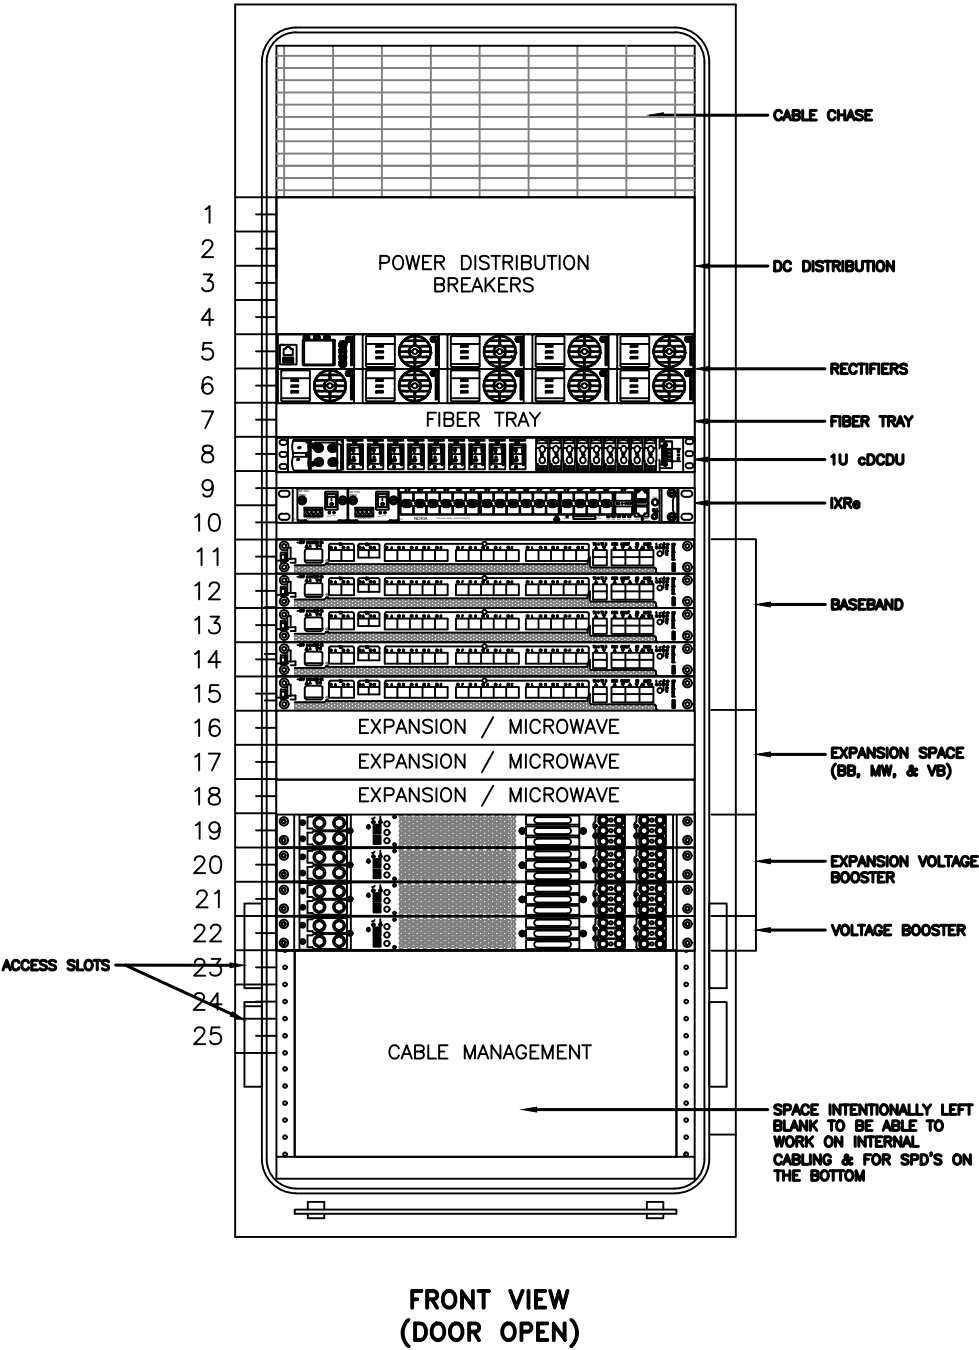 CABLE CHASE
1
2
3
4
POWER DISTRIBUTION
BREAKERS
DC DISTRIBUTION
5
6
RECTIFIERS
7
FIBER TRAY
FIBER TRAY
8
1U cDCDU
9
10
IXRe
NOKIA
11
12
13
14
15
BASEBAND
16
EXPANSION / MICROWAVE
17
EXPANSION / MICROWAVE
18
EXPANSION / MICROWAVE
EXPANSION SPACE
(BB, MW, & VB)
19
20
21
EXPANSION VOLTAGE
BOOSTER
22
VOLTAGE BOOSTER
ACCESS SLOTS
23
24
25
CABLE MANAGEMENT
SPACE INTENTIONALLY LEFT
BLANK TO BE ABLE TO
WORK ON INTERNAL
CABLING & FOR SPD'S ON
THE BOTTOM
FRONT VIEW
(DOOR OPEN)